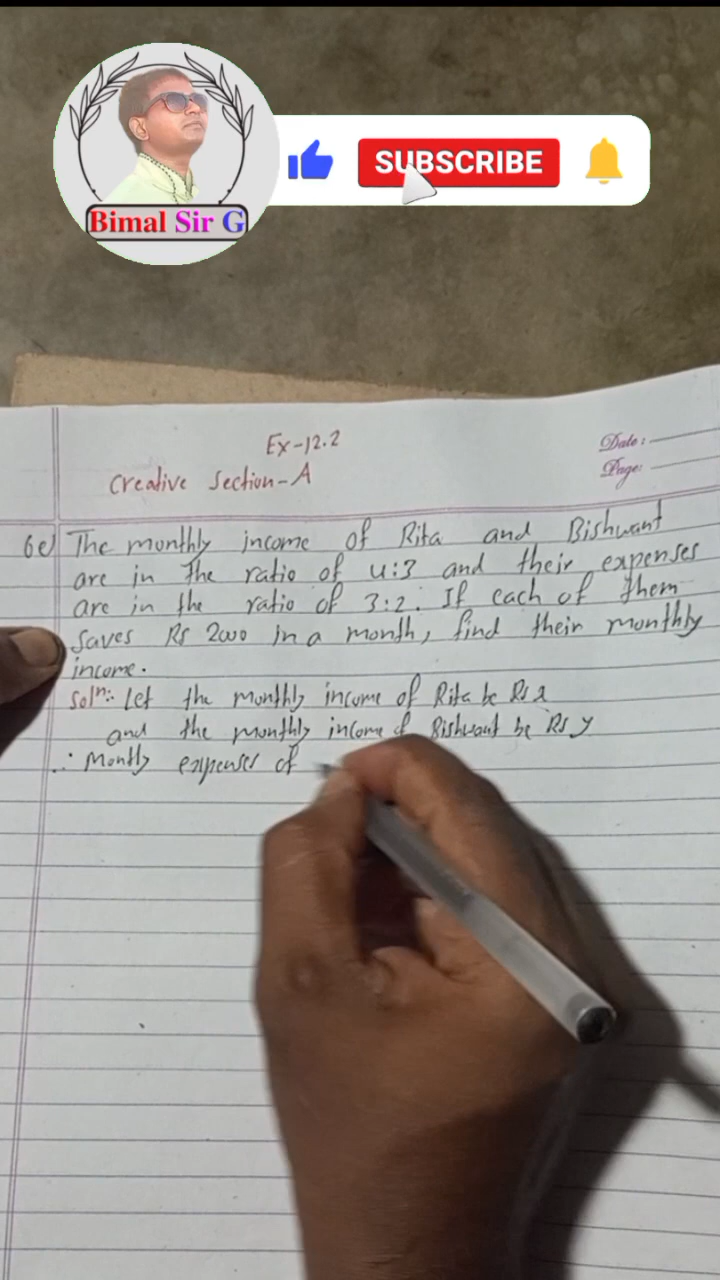 Bimal Sir G
SUBSCRIBE
Ex-12.2
Date:
Creative Section-A
Page:
6e) The monthly income of Rita and Bishwant
are in the ratio of 4:3 and their expenses
are in the ratio of 3:2. If each of them
saves Rs 2000 in a month, find their monthly
income.
Soln:- Let the monthly income of Rita be Rs x
and the monthly income of Bishwant be Rs y
∴ Montly expenses of